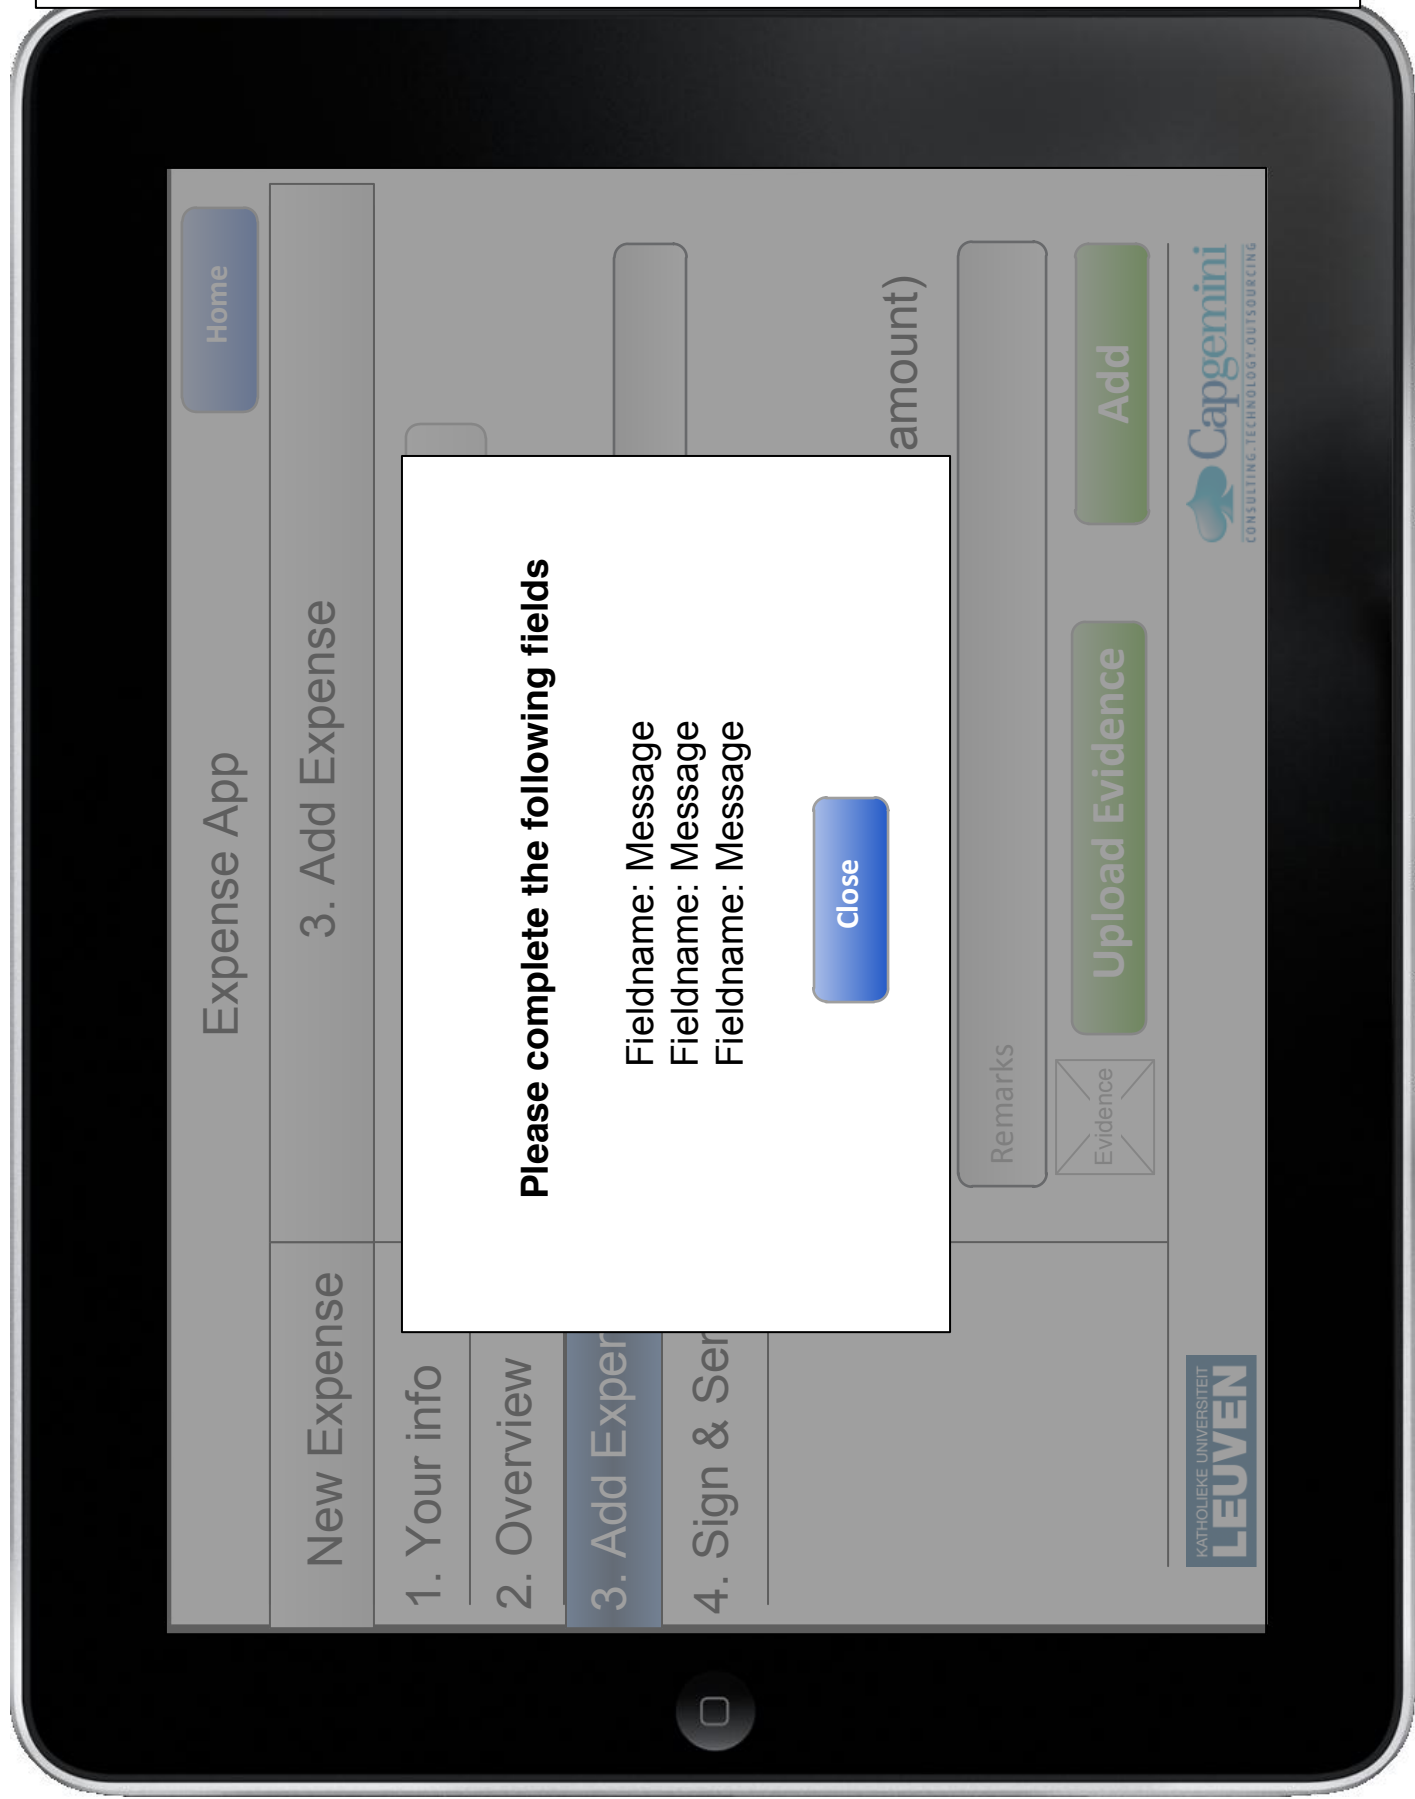 Expense App
Home
New Expense
3. Add Expense
1. Your info
2. Overview
3. Add Exper
4. Sign & Ser
Please complete the following fields
Fieldname: Message
Fieldname: Message
Fieldname: Message
Close
amount)
Remarks
Evidence
Upload Evidence
Add
KATHOLIEKE UNIVERSITEIT
LEUVEN
Capgemini
CONSULTING.TECHNOLOGY.OUTSOURCING